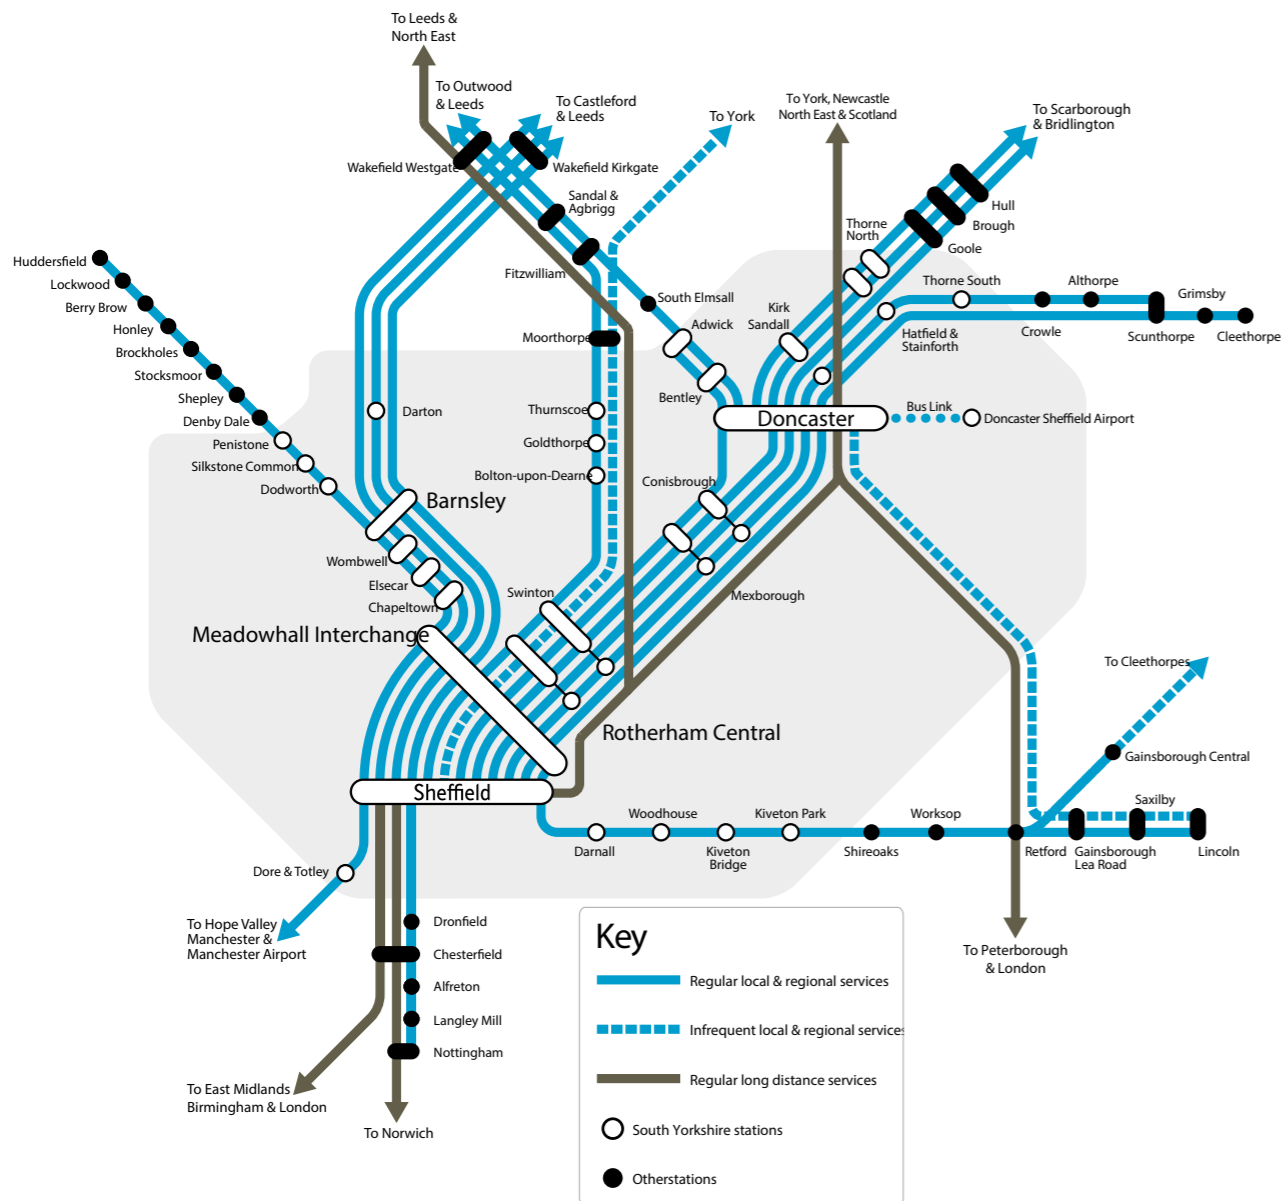 To Leeds &
North East
To Outwood
& Leeds
To Castleford
& Leeds
To York
To York, Newcastle
North East & Scotland
To Scarborough
& Bridlington
Wakefield Westgate
Wakefield Kirkgate
Sandal &
Agbrigg
Fitzwilliam
Thorne
North
Hull
Brough
Goole
Huddersfield
Lockwood
Berry Brow
Honley
Brockholes
Stocksmoor
Shepley
Denby Dale
Penistone
Silkstone Common
Dodworth
South Elmsall
Adwick
Bentley
Moorthorpe
Kirk
Sandall
Thorne South
Althorpe
Grimsby
Hatfield &
Stainforth
Crowle
Scunthorpe
Cleethorpe
Darton
Thurnscoe
Goldthorpe
Bolton-upon-Dearne
Doncaster
Bus Link
Doncaster Sheffield Airport
Barnsley
Conisbrough
Wombwell
Elsecar
Chapeltown
Swinton
Mexborough
Meadowhall Interchange
Rotherham Central
To Cleethorpes
Gainsborough Central
Sheffield
Saxilby
Woodhouse
Kiveton Park
Worksop
Darnall
Kiveton
Bridge
Shireoaks
Retford
Gainsborough
Lea Road
Lincoln
Dore & Totley
To Hope Valley
Manchester &
Manchester Airport
Dronfield
Chesterfield
Alfreton
Langley Mill
Nottingham
To East Midlands
Birmingham & London
To Norwich
To Peterborough
& London
Key
Regular local & regional services
Infrequent local & regional services
Regular long distance services
South Yorkshire stations
Otherstations